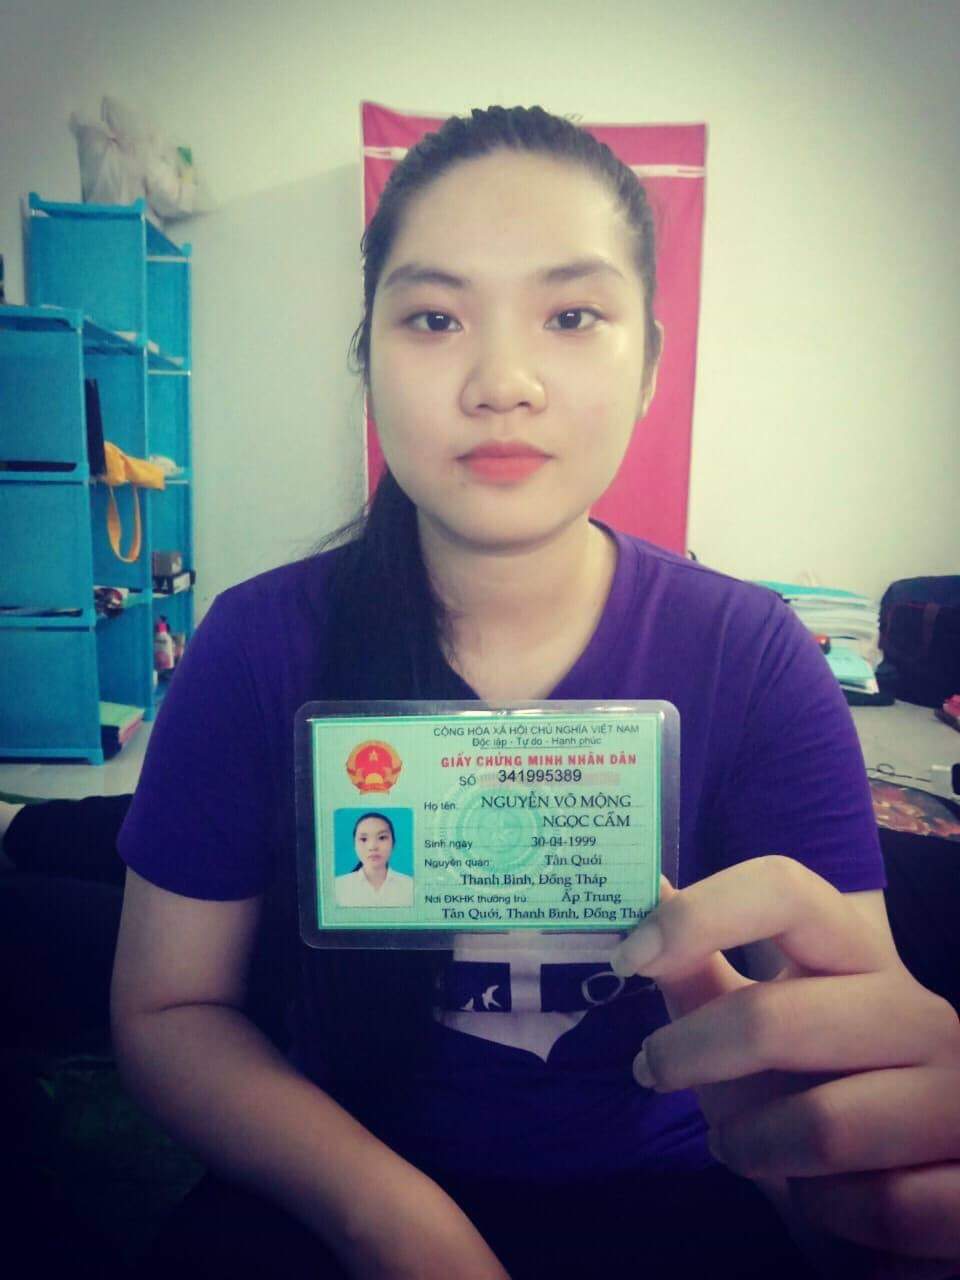 CỘNG HÒA XÃ HỘI CHỦ NGHĨA VIỆT NAM
Độc lập - Tự do - Hạnh phúc
GIẤY CHỨNG MINH NHÂN DÂN
SỐ 341995389
Họ tên: NGUYỄN VÕ MỘNG
NGỌC CẨM
Sinh ngày 30-04-1999
Nguyên quán: Tân Quới
Thanh Bình, Đồng Tháp
Nơi ĐKHK thường trú: Ấp Trung
Tân Quới, Thanh Bình, Đồng Tháp